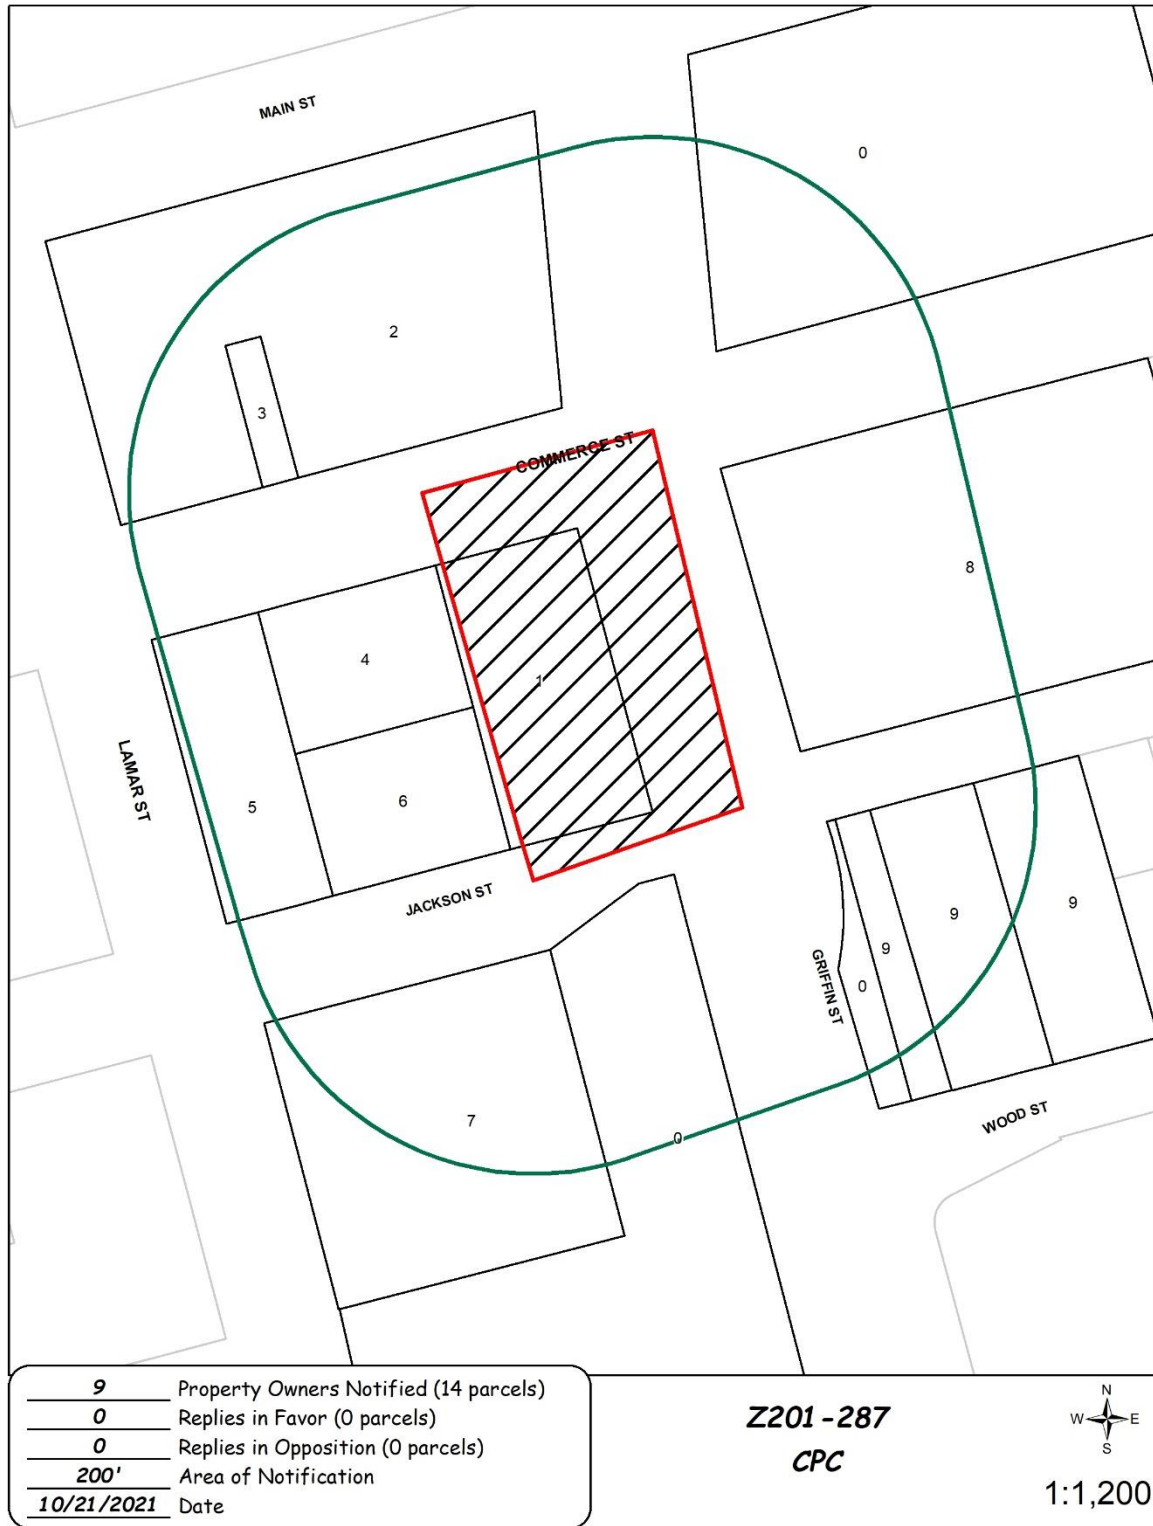 MAIN ST
0
2
3
COMMERCE ST
8
4
1
LAMAR ST
5
6
JACKSON ST
9
9
9
GRIFFIN ST
0
7
WOOD ST
0
9 Property Owners Notified (14 parcels)
0 Replies in Favor (0 parcels)
0 Replies in Opposition (0 parcels)
200' Area of Notification
10/21/2021 Date
Z201-287
CPC
N
W E
S
1:1,200